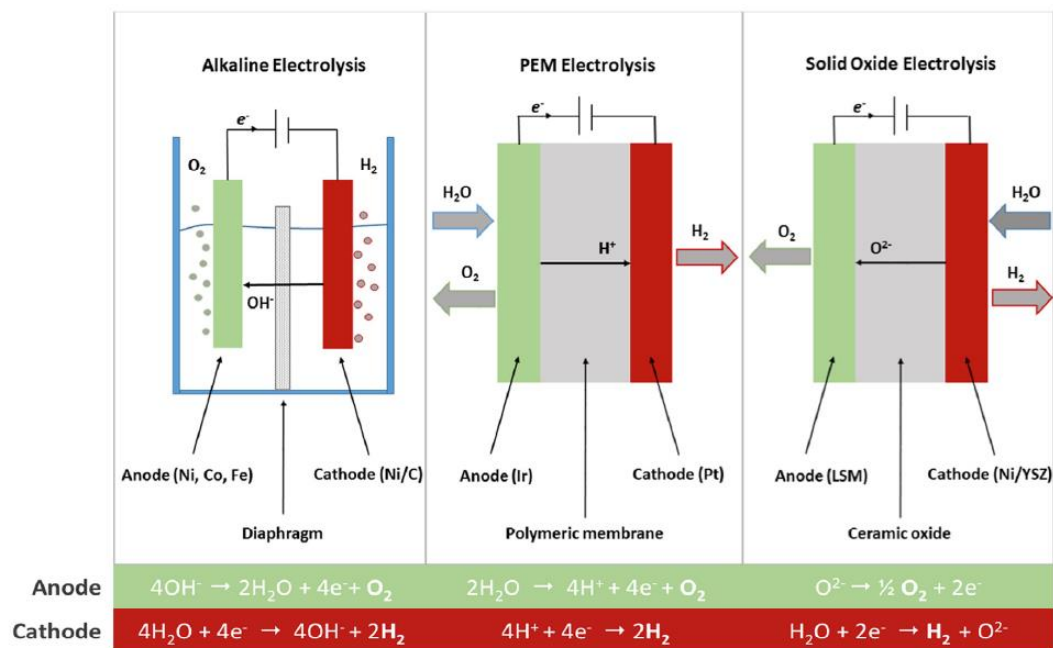 Alkaline Electrolysis
e⁻
O₂
H₂
OH⁻
Anode (Ni, Co, Fe)
Cathode (Ni/C)
Diaphragm
PEM Electrolysis
e⁻
H₂O
H⁺
H₂
O₂
Anode (Ir)
Cathode (Pt)
Polymeric membrane
Solid Oxide Electrolysis
e⁻
H₂O
O₂
O²⁻
H₂
Anode (LSM)
Cathode (Ni/YSZ)
Ceramic oxide
Anode 4OH⁻ → 2H₂O + 4e⁻ + O₂ 2H₂O → 4H⁺ + 4e⁻ + O₂ O²⁻ → ½ O₂ + 2e⁻
Cathode 4H₂O + 4e⁻ → 4OH⁻ + 2H₂ 4H⁺ + 4e⁻ → 2H₂ H₂O + 2e⁻ → H₂ + O²⁻